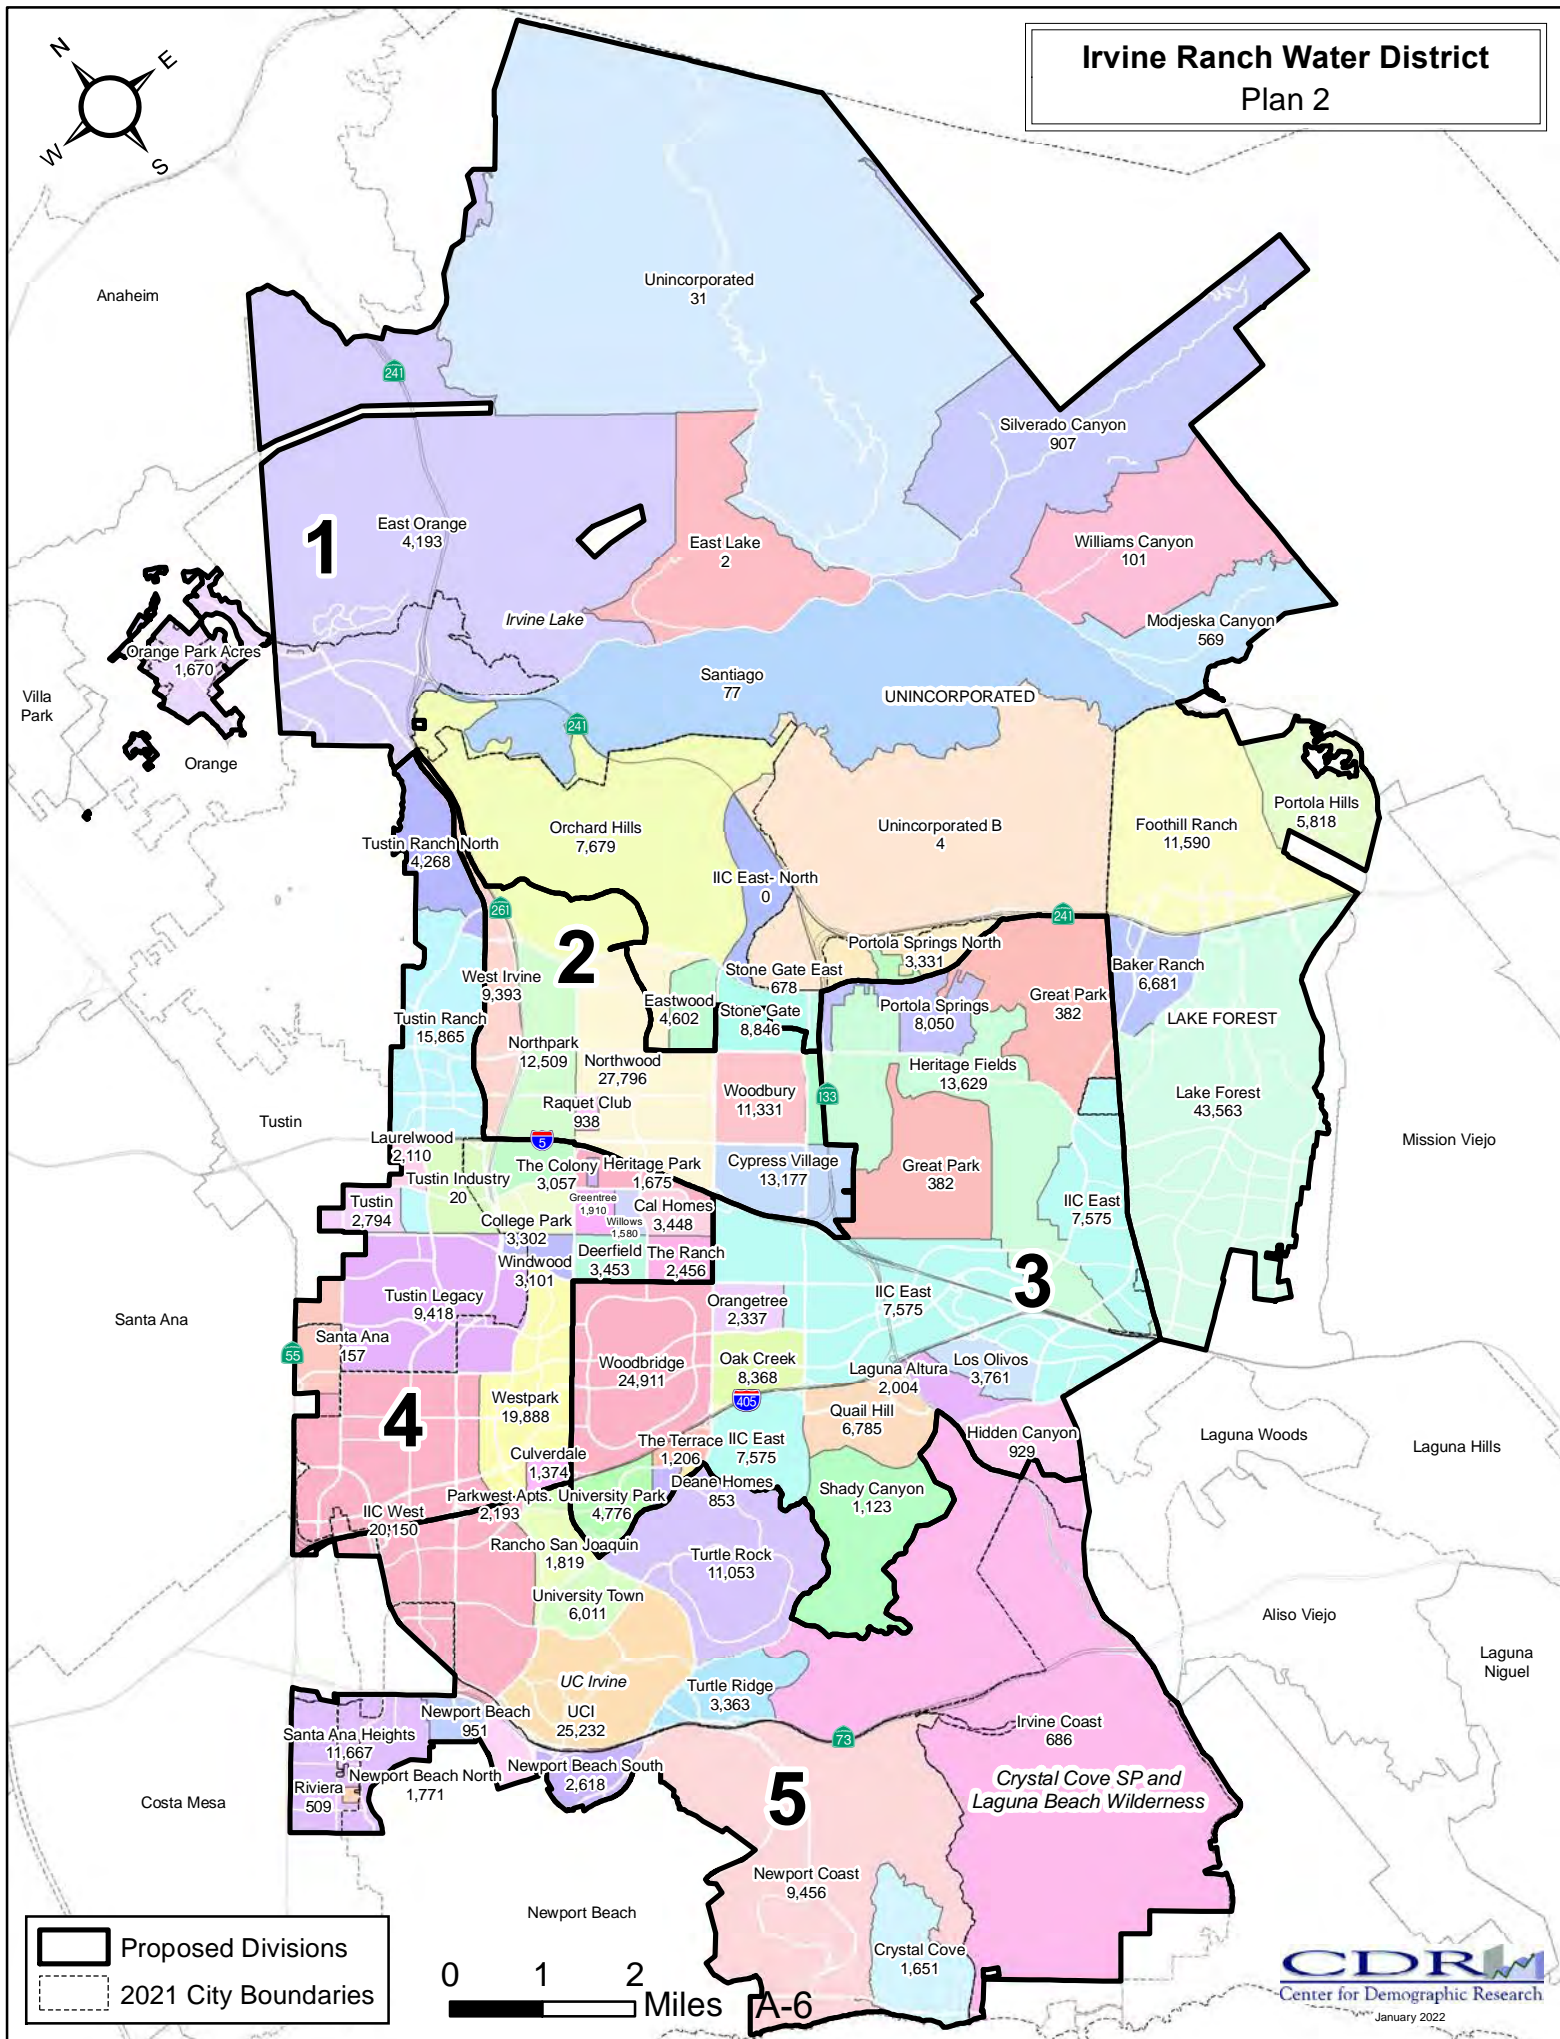 Irvine Ranch Water District
Plan 2
N
E
W
S
Anaheim
Unincorporated
31
241
Silverado Canyon
907
1
East Orange
4,193
East Lake
2
Williams Canyon
101
Irvine Lake
Modjeska Canyon
569
Orange Park Acres
1,670
Santiago
77
UNINCORPORATED
Villa
Park
Orange
241
Portola Hills
5,818
Orchard Hills
7,679
Unincorporated B
4
Foothill Ranch
11,590
Tustin Ranch North
4,268
IIC East- North
0
261
241
2
Portola Springs North
3,331
Stone Gate East
678
Baker Ranch
6,681
West Irvine
9,393
Eastwood
4,602
Great Park
382
Portola Springs
8,050
Stone Gate
8,846
Tustin Ranch
15,865
LAKE FOREST
Northpark
12,509
Northwood
27,796
Heritage Fields
13,629
Woodbury
11,331
133
Lake Forest
43,563
Raquet Club
938
Tustin
Mission Viejo
5
Laurelwood
2,110
The Colony
3,057
Heritage Park
1,675
Cypress Village
13,177
Great Park
382
Tustin Industry
20
Greentree
1,910
Cal Homes
3,448
IIC East
7,575
Tustin
2,794
College Park
3,302
Willows
1,580
Deerfield
3,453
The Ranch
2,456
Windwood
3,101
3
Tustin Legacy
9,418
Orangetree
2,337
IIC East
7,575
Santa Ana
Santa Ana
157
55
Woodbridge
24,911
Oak Creek
8,368
Laguna Altura
2,004
Los Olivos
3,761
4
Westpark
19,888
405
Quail Hill
6,785
Hidden Canyon
929
Laguna Woods
Laguna Hills
The Terrace
1,206
IIC East
7,575
Culverdale
1,374
Deane Homes
853
Shady Canyon
1,123
Parkwest Apts.
2,193
University Park
4,776
IIC West
20,150
Rancho San Joaquin
1,819
Turtle Rock
11,053
University Town
6,011
Aliso Viejo
Laguna
Niguel
UC Irvine
UCI
25,232
Turtle Ridge
3,363
Newport Beach
951
Irvine Coast
686
Santa Ana Heights
11,667
73
Newport Beach South
2,618
Newport Beach North
1,771
Riviera
509
Crystal Cove SP and
Laguna Beach Wilderness
5
Costa Mesa
Newport Coast
9,456
Newport Beach
Crystal Cove
1,651
Proposed Divisions
2021 City Boundaries
0 1 2
Miles
A-6
CDR
Center for Demographic Research
January 2022